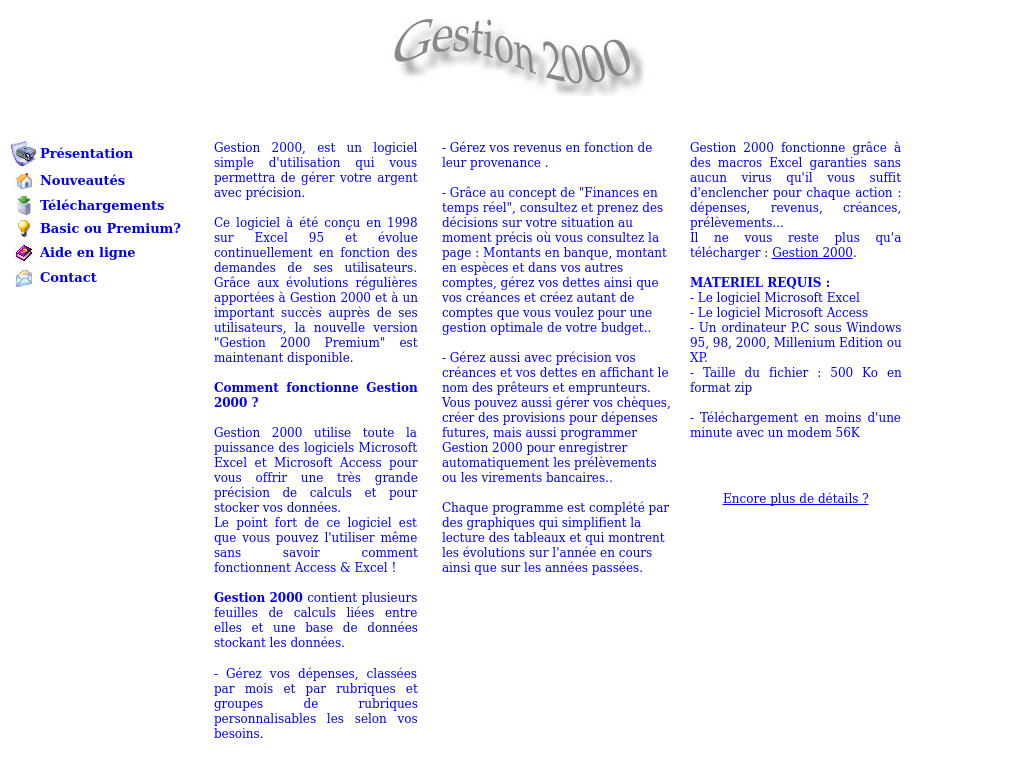 Gestion 2000
Présentation
Nouveautés
Téléchargements
Basic ou Premium?
Aide en ligne
Contact
Gestion 2000, est un logiciel
simple d'utilisation qui vous
permettra de gérer votre argent
avec précision.
Ce logiciel à été conçu en 1998
sur Excel 95 et évolue
continuellement en fonction des
demandes de ses utilisateurs.
Grâce aux évolutions régulières
apportées à Gestion 2000 et à un
important succès auprès de ses
utilisateurs, la nouvelle version
"Gestion 2000 Premium" est
maintenant disponible.
Comment fonctionne Gestion
2000 ?
Gestion 2000 utilise toute la
puissance des logiciels Microsoft
Excel et Microsoft Access pour
vous offrir une très grande
précision de calculs et pour
stocker vos données.
Le point fort de ce logiciel est
que vous pouvez l'utiliser même
sans savoir comment
fonctionnent Access & Excel !
Gestion 2000 contient plusieurs
feuilles de calculs liées entre
elles et une base de données
stockant les données.
- Gérez vos dépenses, classées
par mois et par rubriques et
groupes de rubriques
personnalisables les selon vos
besoins.
- Gérez vos revenus en fonction de
leur provenance .
- Grâce au concept de "Finances en
temps réel", consultez et prenez des
décisions sur votre situation au
moment précis où vous consultez la
page : Montants en banque, montant
en espèces et dans vos autres
comptes, gérez vos dettes ainsi que
vos créances et créez autant de
comptes que vous voulez pour une
gestion optimale de votre budget..
- Gérez aussi avec précision vos
créances et vos dettes en affichant le
nom des prêteurs et emprunteurs.
Vous pouvez aussi gérer vos chèques,
créer des provisions pour dépenses
futures, mais aussi programmer
Gestion 2000 pour enregistrer
automatiquement les prélèvements
ou les virements bancaires..
Chaque programme est complété par
des graphiques qui simplifient la
lecture des tableaux et qui montrent
les évolutions sur l'année en cours
ainsi que sur les années passées.
Gestion 2000 fonctionne grâce à
des macros Excel garanties sans
aucun virus qu'il vous suffit
d'enclencher pour chaque action :
dépenses, revenus, créances,
prélèvements...
Il ne vous reste plus qu'a
télécharger : Gestion 2000.
MATERIEL REQUIS :
- Le logiciel Microsoft Excel
- Le logiciel Microsoft Access
- Un ordinateur P.C sous Windows
95, 98, 2000, Millenium Edition ou
XP.
- Taille du fichier : 500 Ko en
format zip
- Téléchargement en moins d'une
minute avec un modem 56K
Encore plus de détails ?